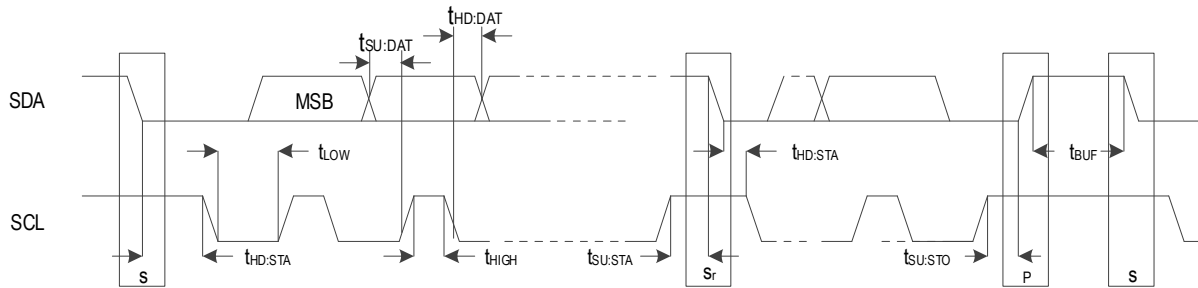 tHD:DAT
tSU:DAT
SDA
MSB
tLOW
tHD:STA
tBUF
SCL
tHD:STA
tHIGH
tSU:STA
tSU:STO
s
sr
P
s